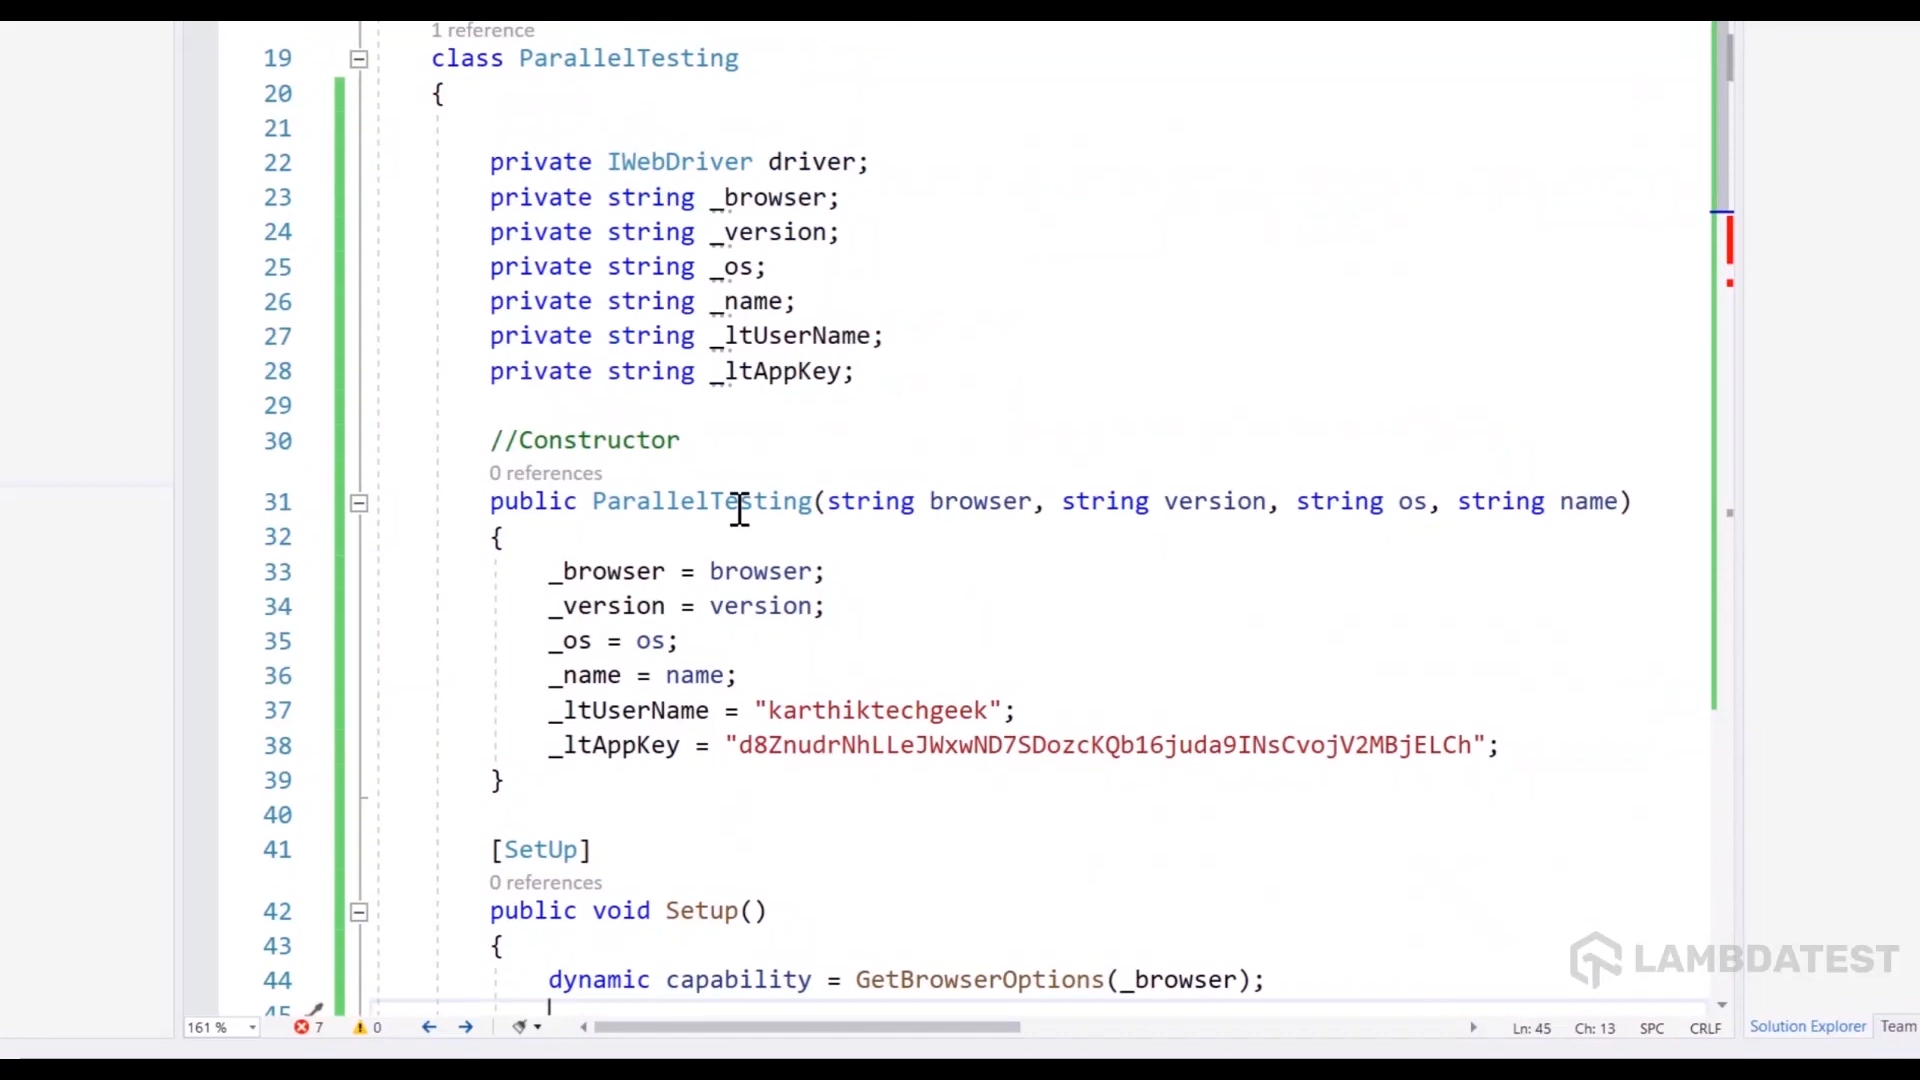 1 reference
19 class ParallelTesting
20 {
21
22 private IWebDriver driver;
23 private string _browser;
24 private string _version;
25 private string _os;
26 private string _name;
27 private string _ltUserName;
28 private string _ltAppKey;
29
30 //Constructor
0 references
31 public ParallelTesting(string browser, string version, string os, string name)
32 {
33 _browser = browser;
34 _version = version;
35 _os = os;
36 _name = name;
37 _ltUserName = "karthiktechgeek";
38 _ltAppKey = "d8ZnudrNhLLeJWxwND7SDozcKQb16juda9INsCvojV2MBjELCh";
39 }
40
41 [SetUp]
0 references
42 public void Setup()
43 {
44 dynamic capability = GetBrowserOptions(_browser);
45
LAMBDATEST
161 % 7 0 Ln: 45 Ch: 13 SPC CRLF Solution Explorer Team